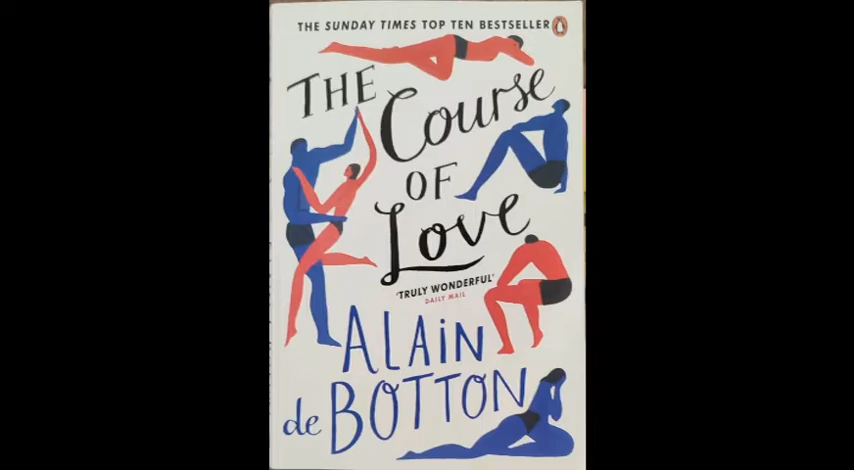 THE SUNDAY TIMES TOP TEN BESTSELLER
THE
Course
OF
Love
'TRULY WONDERFUL'
DAILY MAIL
ALAiN
de BOTTON